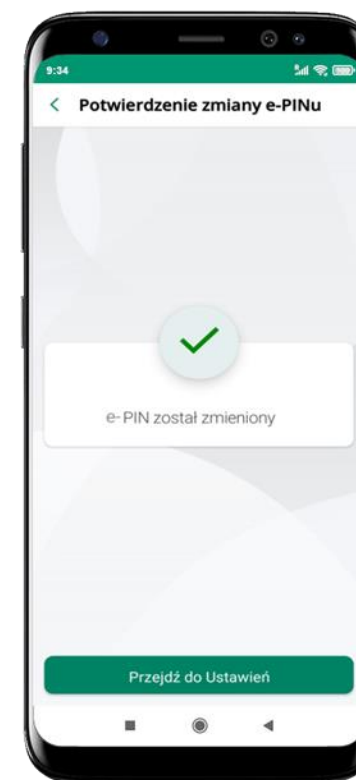 9:34
Potwierdzenie zmiany e-PINu
e-PIN został zmieniony
Przejdź do Ustawień